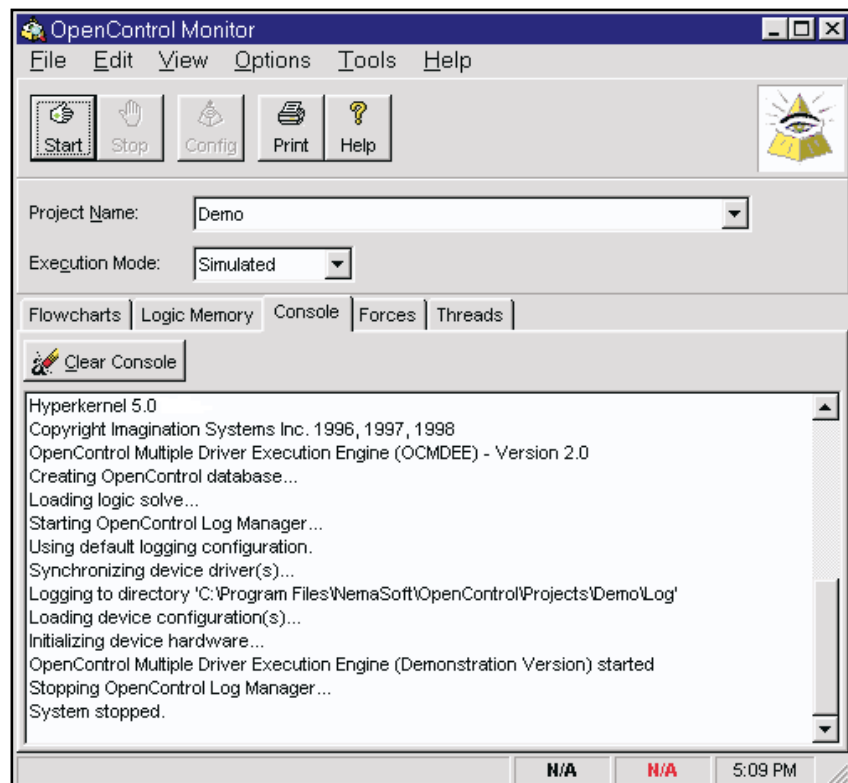 OpenControl Monitor
File Edit View Options Tools Help
Start Stop Config Print Help
Project Name: Demo
Execution Mode: Simulated
Flowcharts Logic Memory Console Forces Threads
Clear Console
Hyperkernel 5.0
Copyright Imagination Systems Inc. 1996, 1997, 1998
OpenControl Multiple Driver Execution Engine (OCMDEE) - Version 2.0
Creating OpenControl database...
Loading logic solve...
Starting OpenControl Log Manager...
Using default logging configuration.
Synchronizing device driver(s)...
Logging to directory 'C:\Program Files\NemaSoft\OpenControl\Projects\Demo\Log'
Loading device configuration(s)...
Initializing device hardware...
OpenControl Multiple Driver Execution Engine (Demonstration Version) started
Stopping OpenControl Log Manager...
System stopped.
N/A N/A 5:09 PM